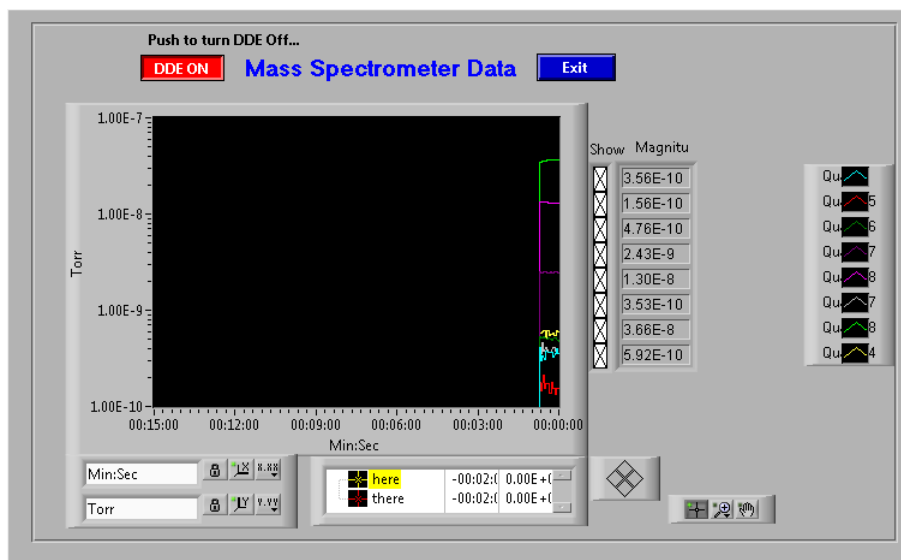 Push to turn DDE Off...
DDE ON Mass Spectrometer Data Exit
1.00E-7
1.00E-8
1.00E-9
1.00E-10
Torr
00:15:00 00:12:00 00:09:00 00:06:00 00:03:00 00:00:00
Min:Sec
Show Magnitu
3.56E-10
1.56E-10
4.76E-10
2.43E-9
1.30E-8
3.53E-10
3.66E-8
5.92E-10
Qu
Qu 5
Qu 6
Qu 7
Qu 8
Qu 7
Qu 8
Qu 4
Min:Sec X X.XX
Torr Y Y.YY
here -00:02:( 0.00E+(
there -00:02:( 0.00E+(